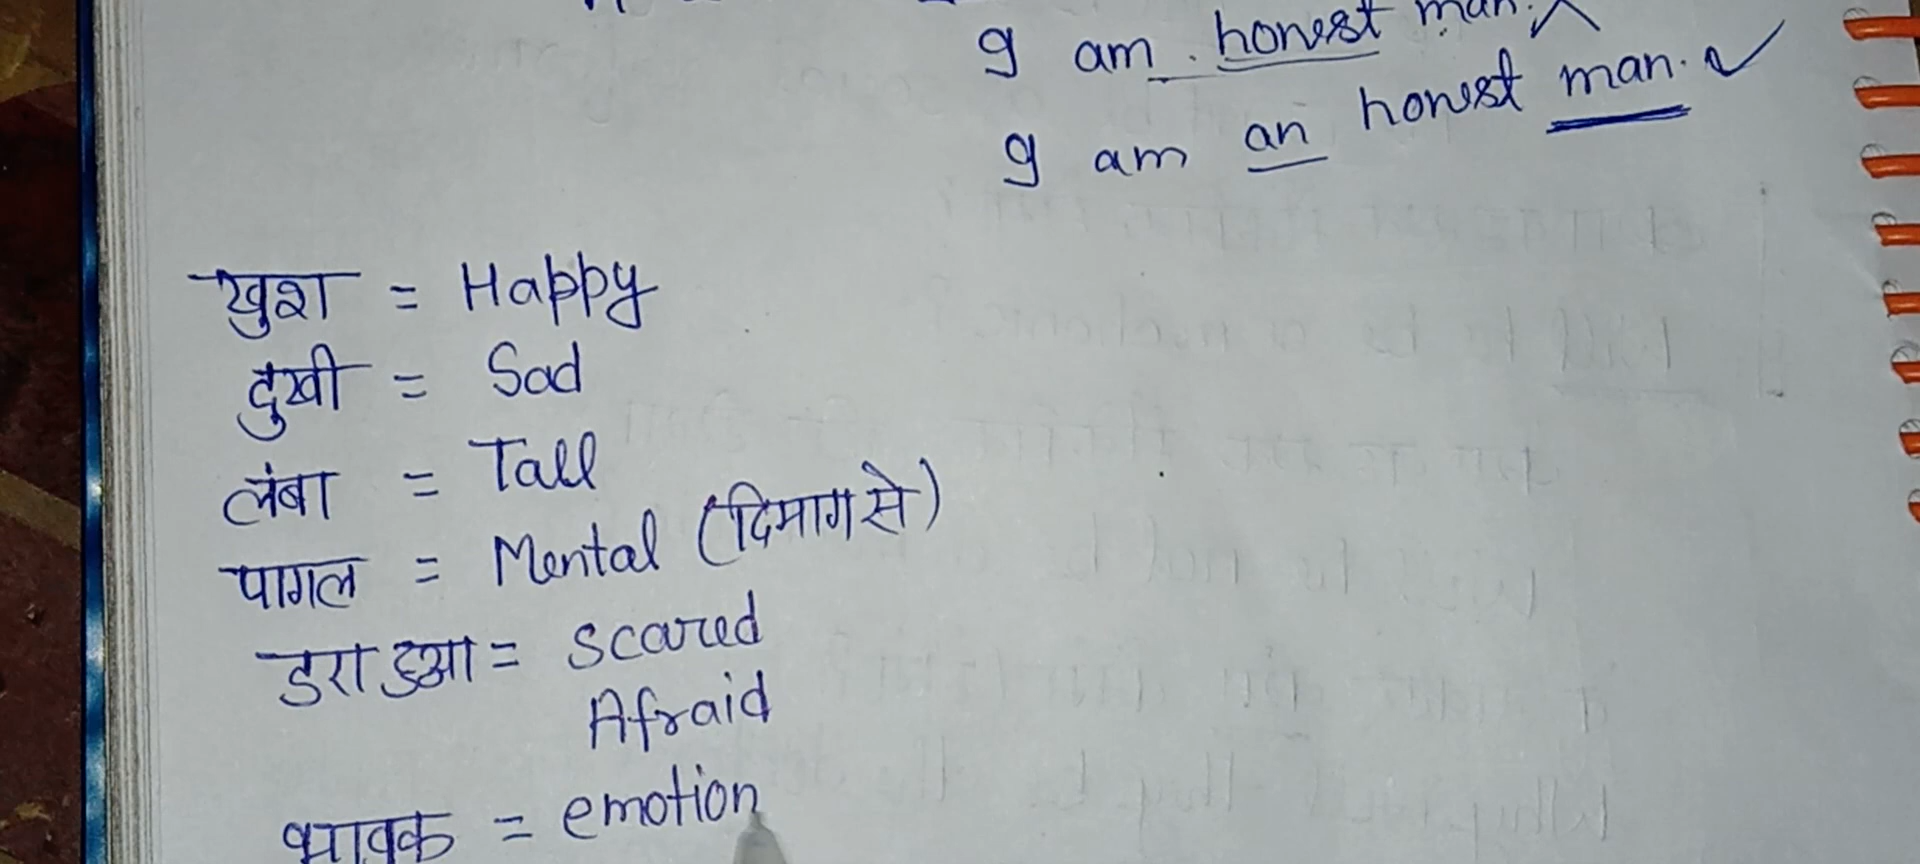 I am honest man. ✗
I am an honest man. ✓
खुश = Happy
दुखी = Sad
लंबा = Tall
पागल = Mental (दिमाग से)
डरा हुआ = scared
Afraid
भावुक = emotion